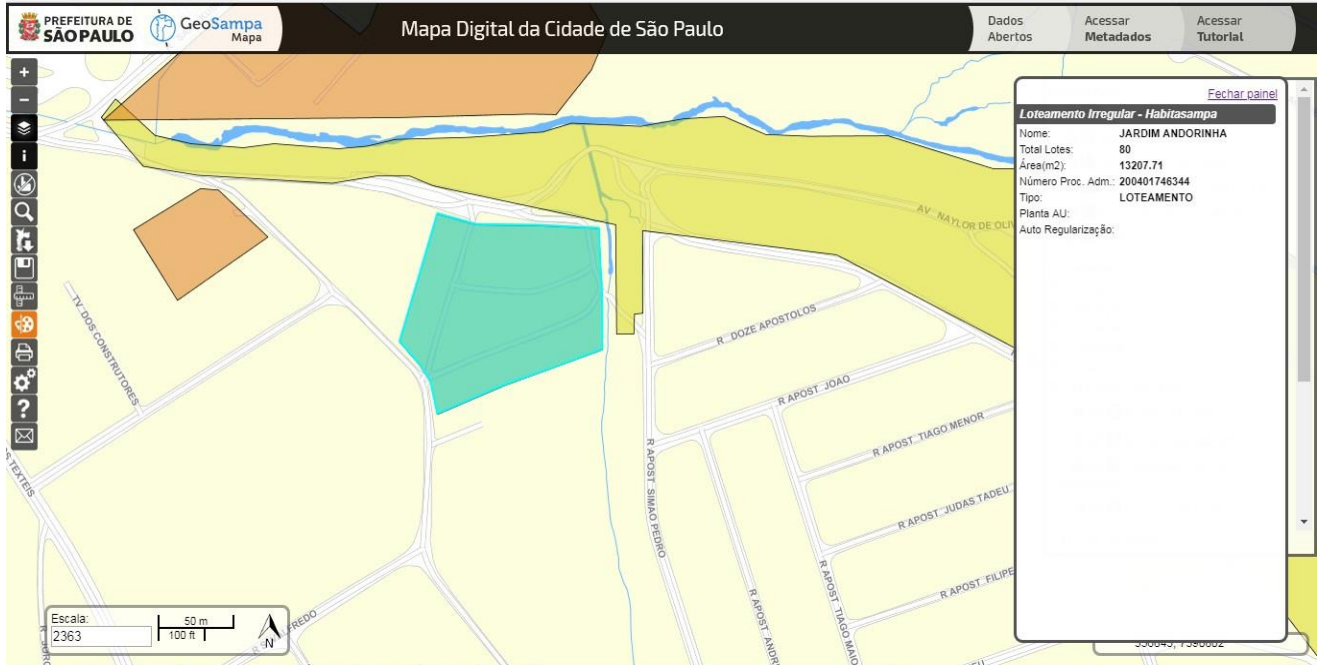 PREFEITURA DE
SÃO PAULO
GeoSampa
Mapa
Mapa Digital da Cidade de São Paulo
Dados
Abertos
Acessar
Metadados
Acessar
Tutorial
Fechar painel
Loteamento Irregular - Habitasampa
Nome: JARDIM ANDORINHA
Total Lotes: 80
Área(m2): 13207.71
Número Proc. Adm.: 200401746344
Tipo: LOTEAMENTO
Planta AU:
Auto Regularização:
AV NAYLOR DE OLI
TV DOS CONSTRUTORES
R DOZE APOSTOLOS
R APOST JOAO
R APOST TIAGO MENOR
R APOST SIMAO PEDRO
R APOST JUDAS TADEU
R APOST FILIPE
R APOST TIAGO MAIO
R APOST ANDR
TEXTEIS
Escala:
2363
50 m
100 ft
N